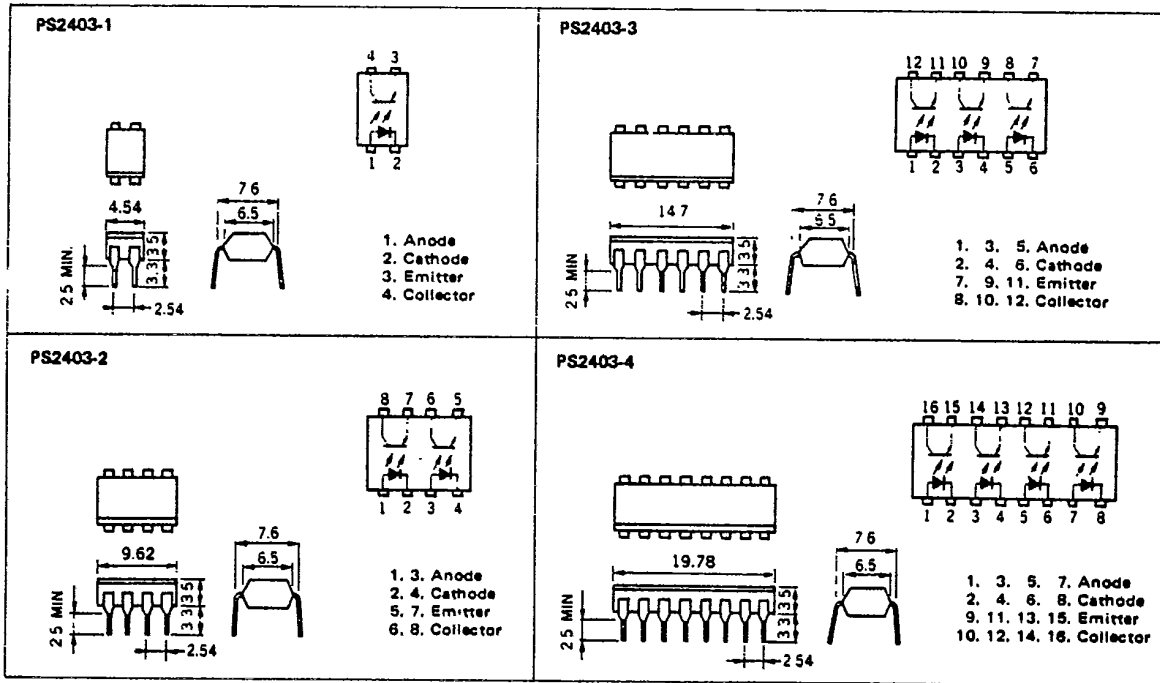 PS2403-1
4 3
1 2
4.54
7 6
6.5
2 5 MIN.
3.3
3 5
2.54
1. Anode
2. Cathode
3. Emitter
4. Collector
PS2403-3
12 11 10 9 8 7
1 2 3 4 5 6
14 7
7 6
6.5
2 5 MIN
3 3
3 5
2.54
1. 3. 5. Anode
2. 4. 6. Cathode
7. 9. 11. Emitter
8. 10. 12. Collector
PS2403-2
8 7 6 5
1 2 3 4
9.62
7.6
6.5
2 5 MIN
3 3
3 5
2.54
1. 3. Anode
2. 4. Cathode
5. 7. Emitter
6. 8. Collector
PS2403-4
16 15 14 13 12 11 10 9
1 2 3 4 5 6 7 8
19.78
7 6
6.5
2 5 MIN
3 3
3 5
2 54
1. 3. 5. 7. Anode
2. 4. 6. 8. Cathode
9. 11. 13. 15. Emitter
10. 12. 14. 16. Collector